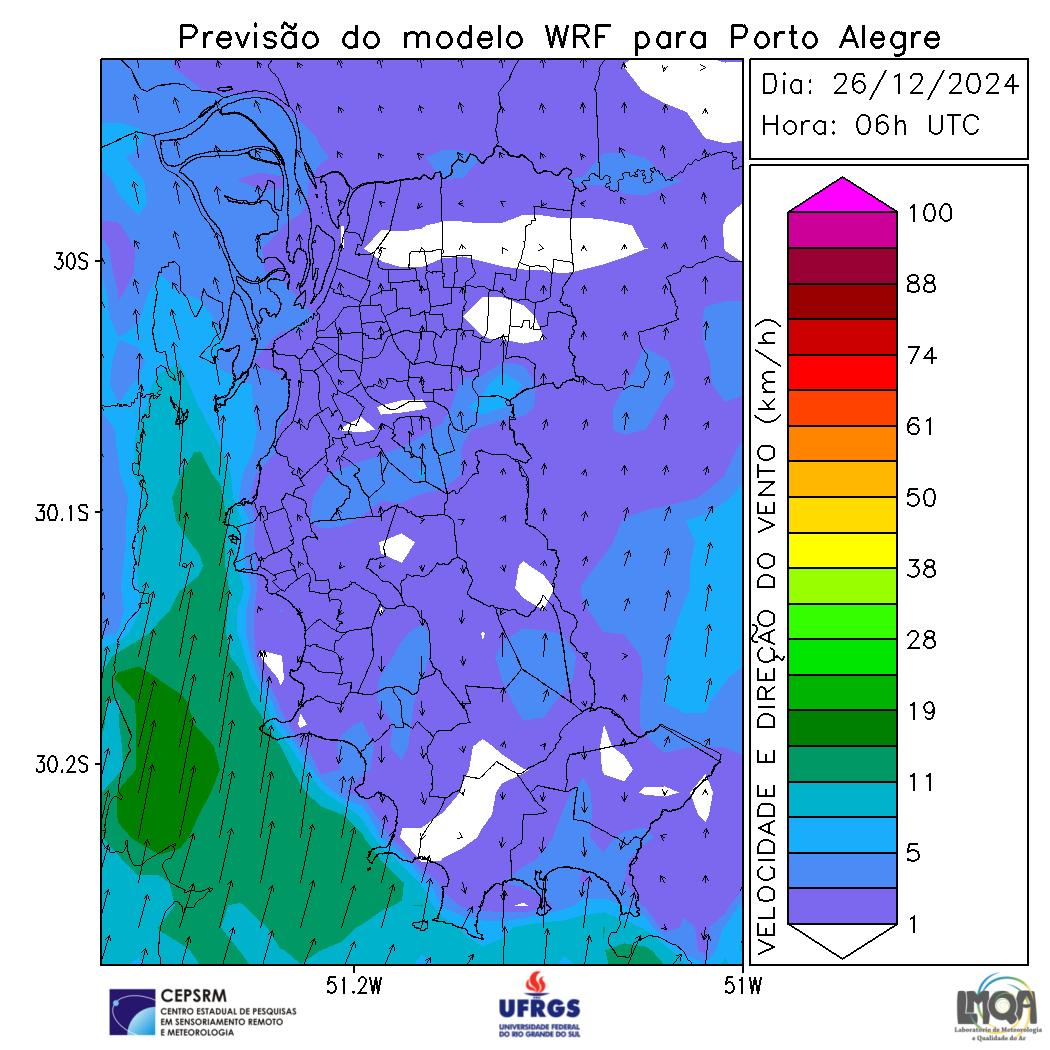 Previsão do modelo WRF para Porto Alegre
Dia: 26/12/2024
Hora: 06h UTC
30S
30.1S
30.2S
51.2W
51W
VELOCIDADE E DIREÇÃO DO VENTO (km/h)
100
88
74
61
50
38
28
19
11
5
1
CEPSRM
CENTRO ESTADUAL DE PESQUISAS
EM SENSORIAMENTO REMOTO
E METEOROLOGIA
UFRGS
UNIVERSIDADE FEDERAL
DO RIO GRANDE DO SUL
LMQA
Laboratório de Meteorologia
e Qualidade do Ar